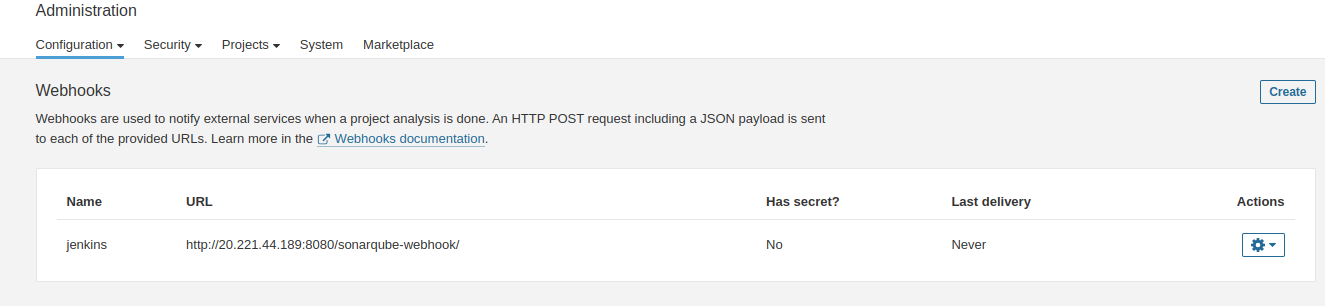 Administration
Configuration Security Projects System Marketplace
Webhooks
Create
Webhooks are used to notify external services when a project analysis is done. An HTTP POST request including a JSON payload is sent
to each of the provided URLs. Learn more in the Webhooks documentation.
Name URL Has secret? Last delivery Actions
jenkins http://20.221.44.189:8080/sonarqube-webhook/ No Never